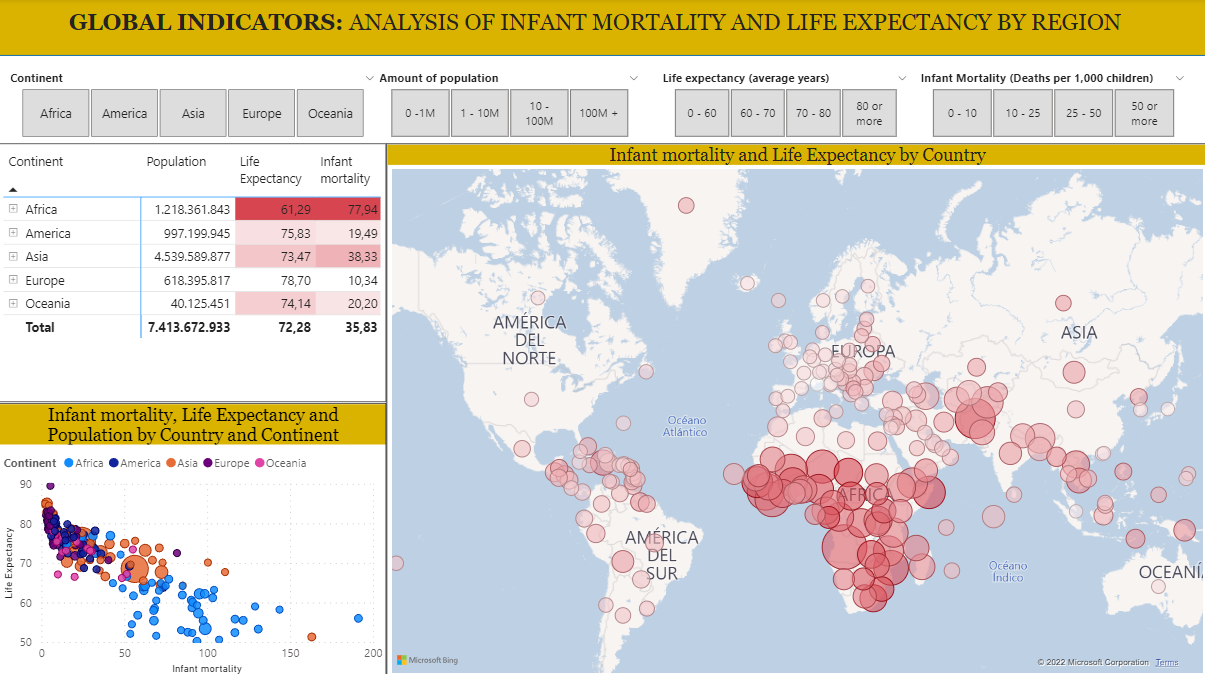 GLOBAL INDICATORS: ANALYSIS OF INFANT MORTALITY AND LIFE EXPECTANCY BY REGION
Continent
Africa
America
Asia
Europe
Oceania
Amount of population
0 -1M
1 - 10M
10 -
100M
100M +
Life expectancy (average years)
0 - 60
60 - 70
70 - 80
80 or
more
Infant Mortality (Deaths per 1,000 children)
0 - 10
10 - 25
25 - 50
50 or
more
Continent Population Life Expectancy Infant mortality
Africa 1.218.361.843 61,29 77,94
America 997.199.945 75,83 19,49
Asia 4.539.589.877 73,47 38,33
Europe 618.395.817 78,70 10,34
Oceania 40.125.451 74,14 20,20
Total 7.413.672.933 72,28 35,83
Infant mortality, Life Expectancy and
Population by Country and Continent
Continent Africa America Asia Europe Oceania
Life Expectancy
90
80
70
60
50
0 50 100 150 200
Infant mortality
Infant mortality and Life Expectancy by Country
AMÉRICA
DEL
NORTE
EUROPA
ASIA
Océano
Atlántico
AFRICA
AMÉRICA
DEL
SUR
Océano
Índico
OCEANÍ
Microsoft Bing
© 2022 Microsoft Corporation Terms